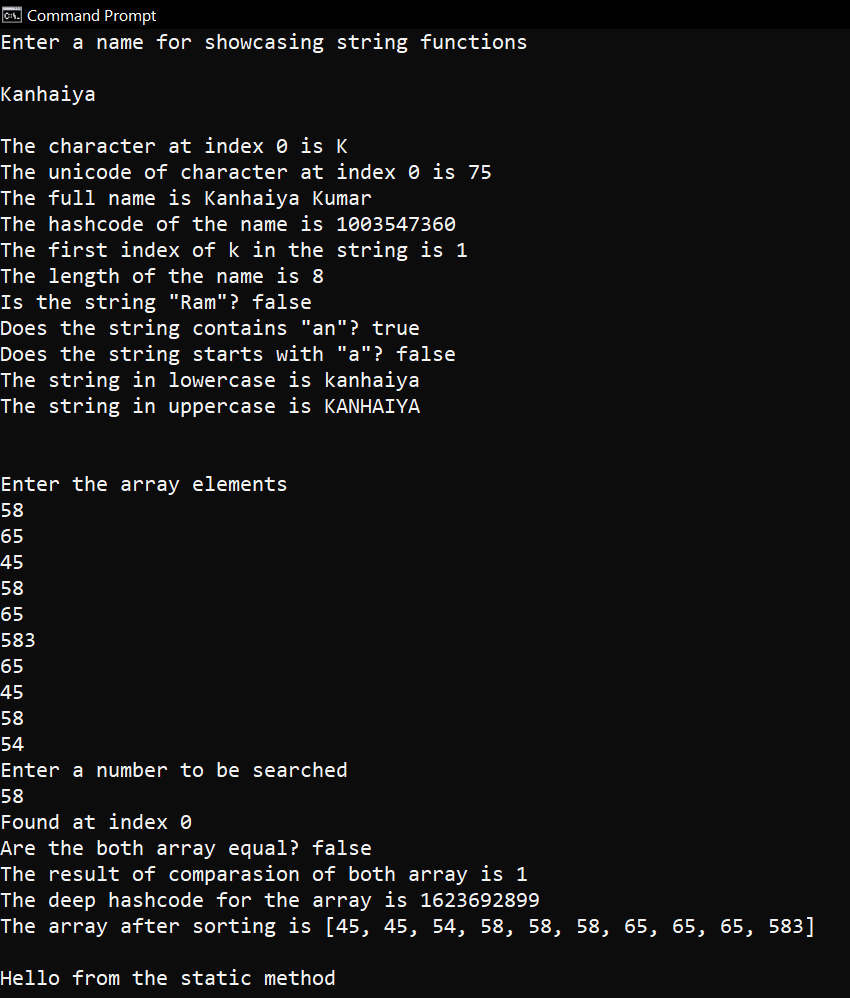 Command Prompt
Enter a name for showcasing string functions
Kanhaiya
The character at index 0 is K
The unicode of character at index 0 is 75
The full name is Kanhaiya Kumar
The hashcode of the name is 1003547360
The first index of k in the string is 1
The length of the name is 8
Is the string "Ram"? false
Does the string contains "an"? true
Does the string starts with "a"? false
The string in lowercase is kanhaiya
The string in uppercase is KANHAIYA
Enter the array elements
58
65
45
58
65
583
65
45
58
54
Enter a number to be searched
58
Found at index 0
Are the both array equal? false
The result of comparasion of both array is 1
The deep hashcode for the array is 1623692899
The array after sorting is [45, 45, 54, 58, 58, 58, 65, 65, 65, 583]
Hello from the static method